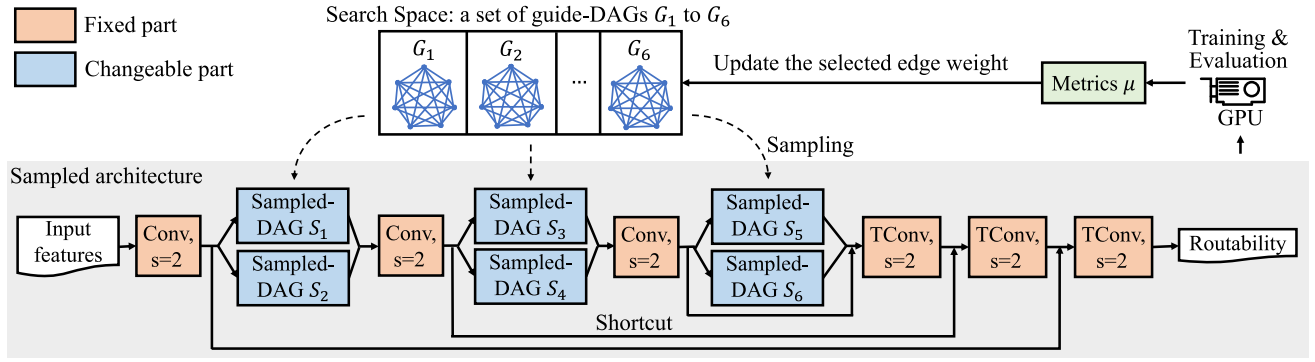 Search Space: a set of guide-DAGs G₁ to G₆
Fixed part
Changeable part
G₁
G₂
...
G₆
Update the selected edge weight
Metrics μ
Training &
Evaluation
GPU
Sampling
Sampled architecture
Input
features
Conv,
s=2
Sampled-
DAG S₁
Sampled-
DAG S₂
Conv,
s=2
Sampled-
DAG S₃
Sampled-
DAG S₄
Conv,
s=2
Sampled-
DAG S₅
Sampled-
DAG S₆
TConv,
s=2
TConv,
s=2
TConv,
s=2
Routability
Shortcut